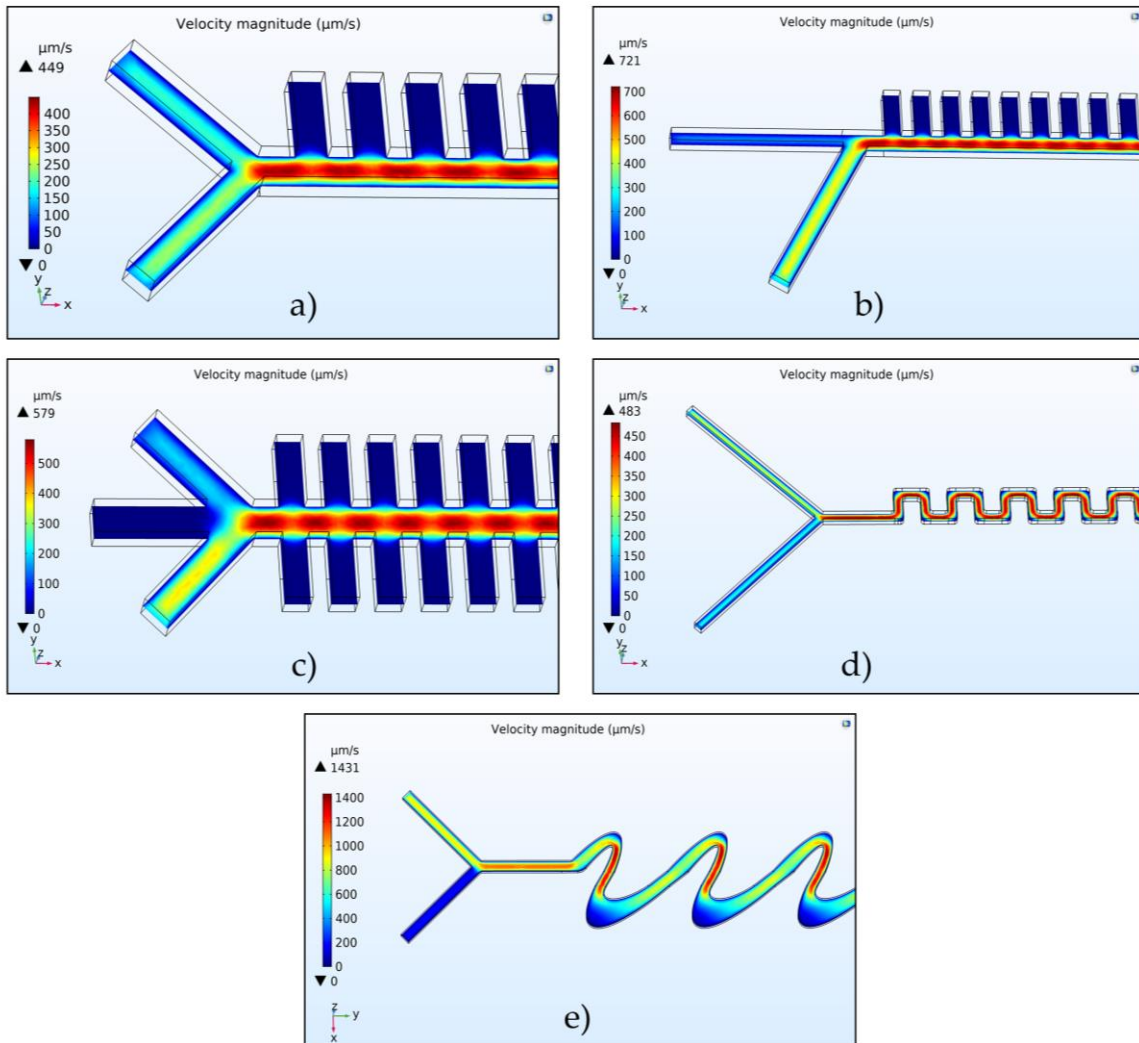 Velocity magnitude (μm/s)
μm/s
▲ 449
400
350
300
250
200
150
100
50
0
▼ 0
y
z
x
a)
Velocity magnitude (μm/s)
μm/s
▲ 721
700
600
500
400
300
200
100
0
▼ 0
y
z
x
b)
Velocity magnitude (μm/s)
μm/s
▲ 579
500
400
300
200
100
0
▼ 0
y
z
x
c)
Velocity magnitude (μm/s)
μm/s
▲ 483
450
400
350
300
250
200
150
100
50
0
▼ 0
y
z
x
d)
Velocity magnitude (μm/s)
μm/s
▲ 1431
1400
1200
1000
800
600
400
200
0
▼ 0
z
y
x
e)